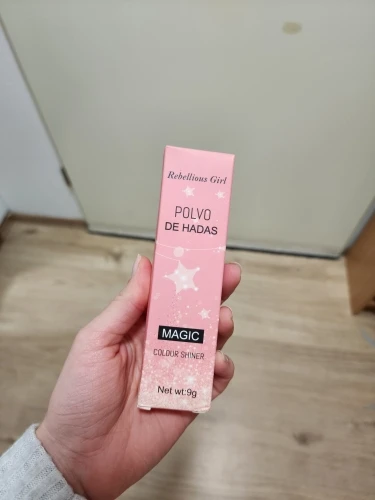 Rebellious Girl
POLVO
DE HADAS
MAGIC
COLOUR SHINER
Net wt:9g